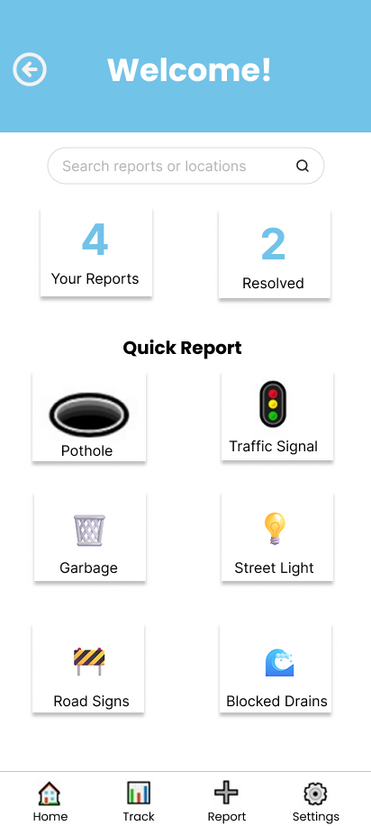 Welcome!
Search reports or locations
4
Your Reports
2
Resolved
Quick Report
Pothole
Traffic Signal
Garbage
Street Light
Road Signs
Blocked Drains
Home
Track
Report
Settings